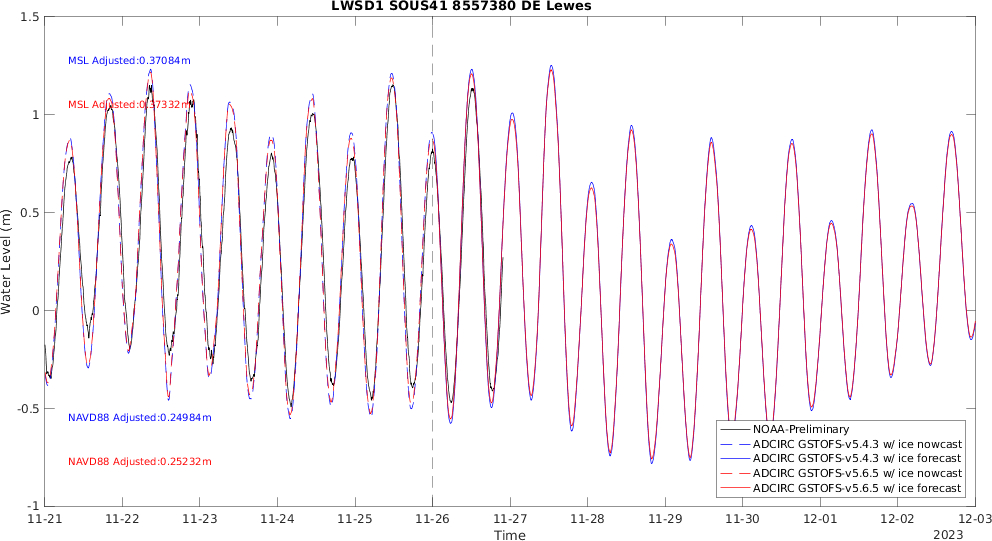 LWSD1 SOUS41 8557380 DE Lewes
1.5
1
0.5
0
-0.5
-1
Water Level (m)
MSL Adjusted:0.37084m
MSL Adjusted:0.37332m
NAVD88 Adjusted:0.24984m
NAVD88 Adjusted:0.25232m
NOAA-Preliminary
ADCIRC GSTOFS-v5.4.3 w/ ice nowcast
ADCIRC GSTOFS-v5.4.3 w/ ice forecast
ADCIRC GSTOFS-v5.6.5 w/ ice nowcast
ADCIRC GSTOFS-v5.6.5 w/ ice forecast
11-21 11-22 11-23 11-24 11-25 11-26 11-27 11-28 11-29 11-30 12-01 12-02 12-03
Time
2023